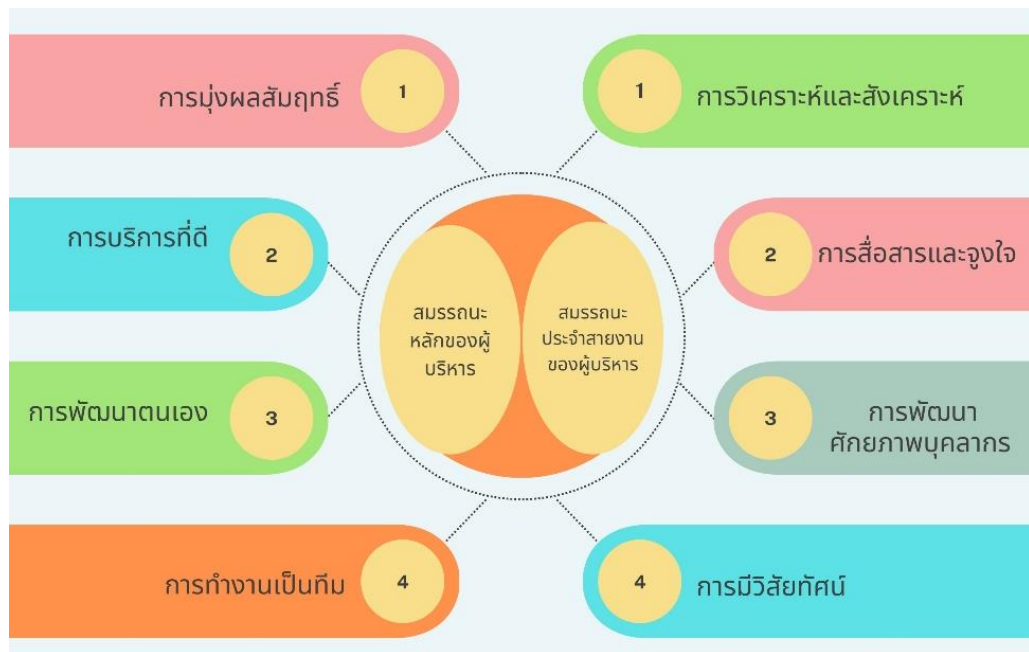 การมุ่งผลสัมฤทธิ์
1
การบริการที่ดี
2
การพัฒนาตนเอง
3
การทำงานเป็นทีม
4
สมรรถนะ
หลักของผู้
บริหาร
สมรรถนะ
ประจำสายงาน
ของผู้บริหาร
1
การวิเคราะห์และสังเคราะห์
2
การสื่อสารและจูงใจ
3
การพัฒนา
ศักยภาพบุคลากร
4
การมีวิสัยทัศน์